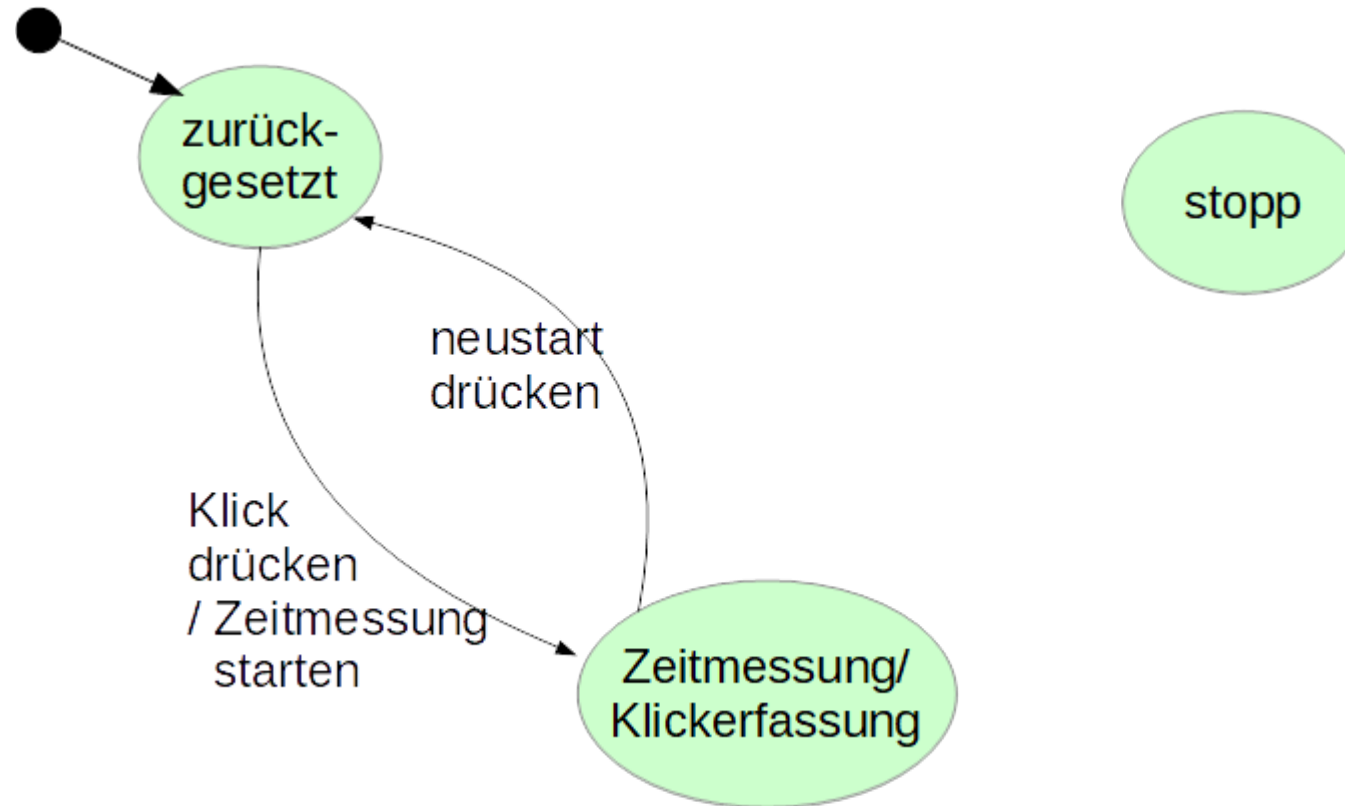 zurück-
gesetzt
stopp
neustart
drücken
Klick
drücken
/ Zeitmessung
starten
Zeitmessung/
Klickerfassung